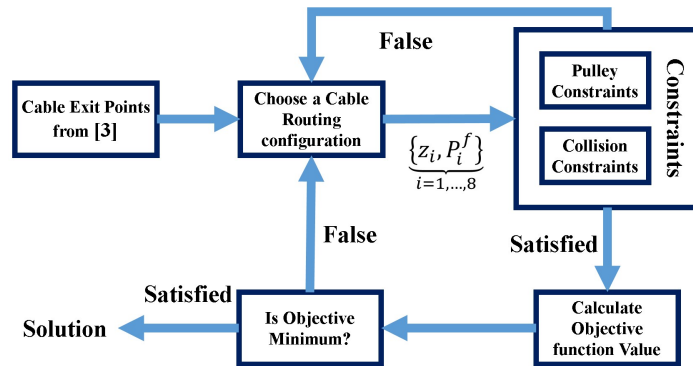 False
Cable Exit Points
from [3]
Choose a Cable
Routing
configuration
{z_i, P_i^f}
i=1,…,8
Pulley
Constraints
Collision
Constraints
Constraints
Satisfied
False
Calculate
Objective
function Value
Is Objective
Minimum?
Satisfied
Solution